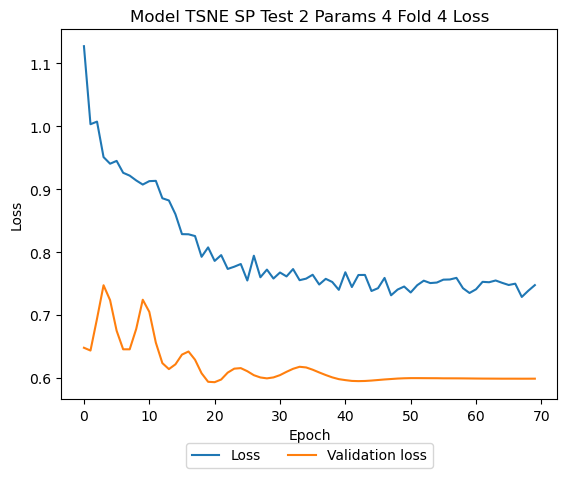 Model TSNE SP Test 2 Params 4 Fold 4 Loss
Loss
1.1
1.0
0.9
0.8
0.7
0.6
0 10 20 30 40 50 60 70
Epoch
Loss Validation loss